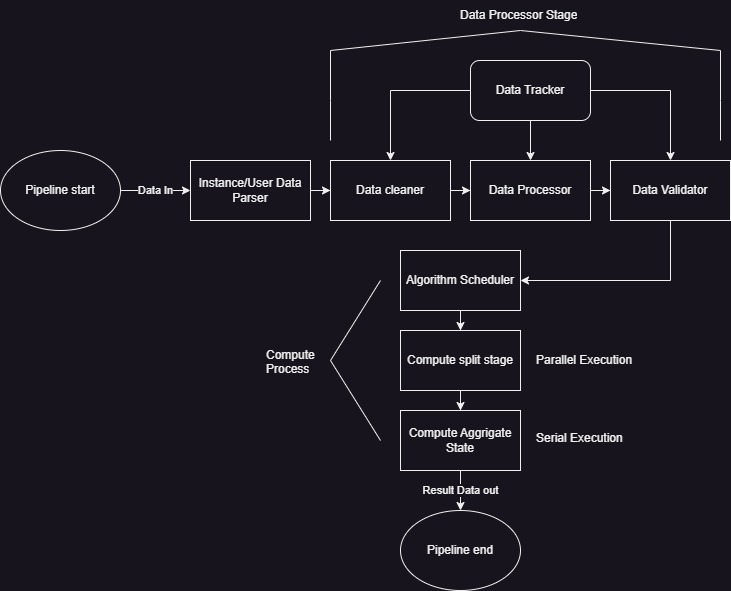 Data Processor Stage
Data Tracker
Pipeline start
Data In
Instance/User Data
Parser
Data cleaner
Data Processor
Data Validator
Algorithm Scheduler
Compute
Process
Compute split stage
Parallel Execution
Compute Aggrigate
State
Serial Execution
Result Data out
Pipeline end